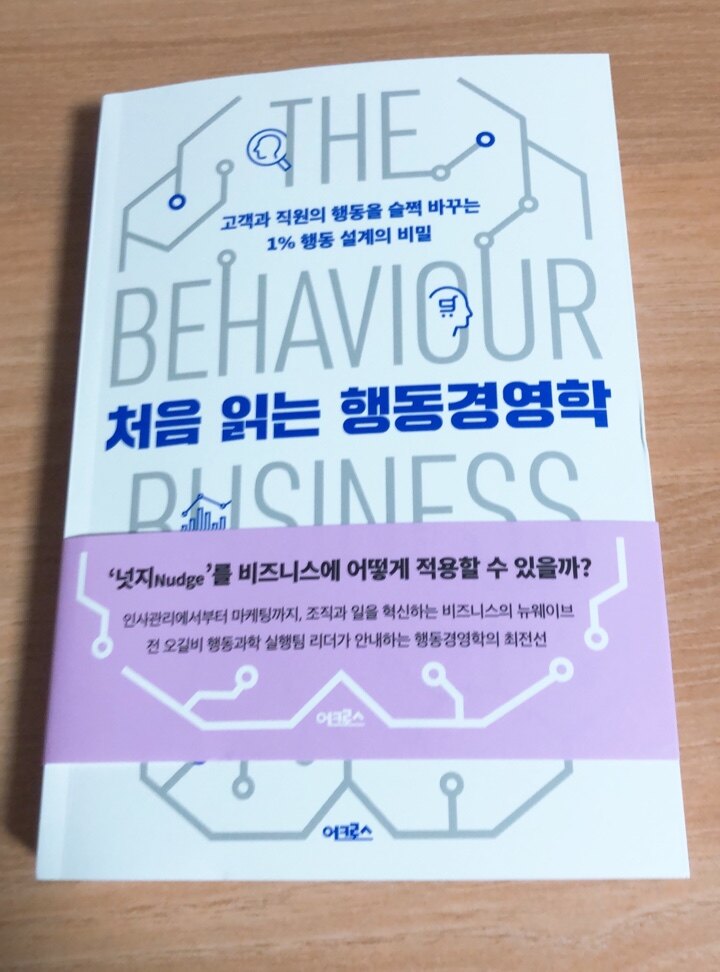 THE
고객과 직원의 행동을 슬쩍 바꾸는
1% 행동 설계의 비밀
BEHAVIOUR
처음 읽는 행동경영학
BUSINESS
‘넛지Nudge’를 비즈니스에 어떻게 적용할 수 있을까?
인사관리에서부터 마케팅까지, 조직과 일을 혁신하는 비즈니스의 뉴웨이브
전 오길비 행동과학 실행팀 리더가 안내하는 행동경영학의 최전선
어크로스
어크로스